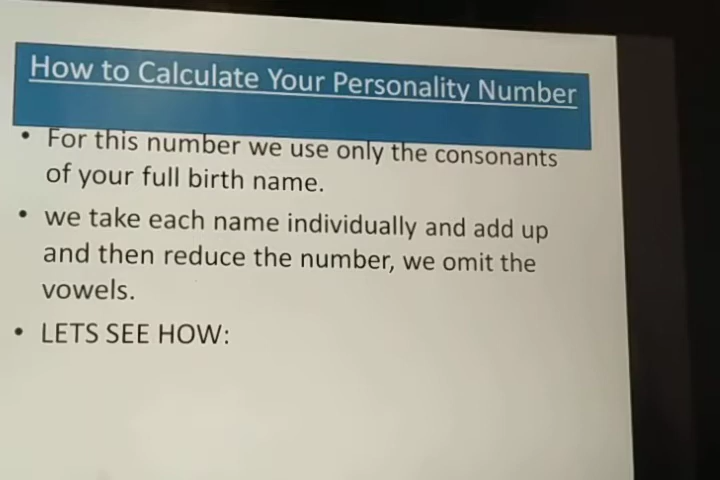 How to Calculate Your Personality Number
• For this number we use only the consonants
of your full birth name.
• we take each name individually and add up
and then reduce the number, we omit the
vowels.
• LETS SEE HOW: